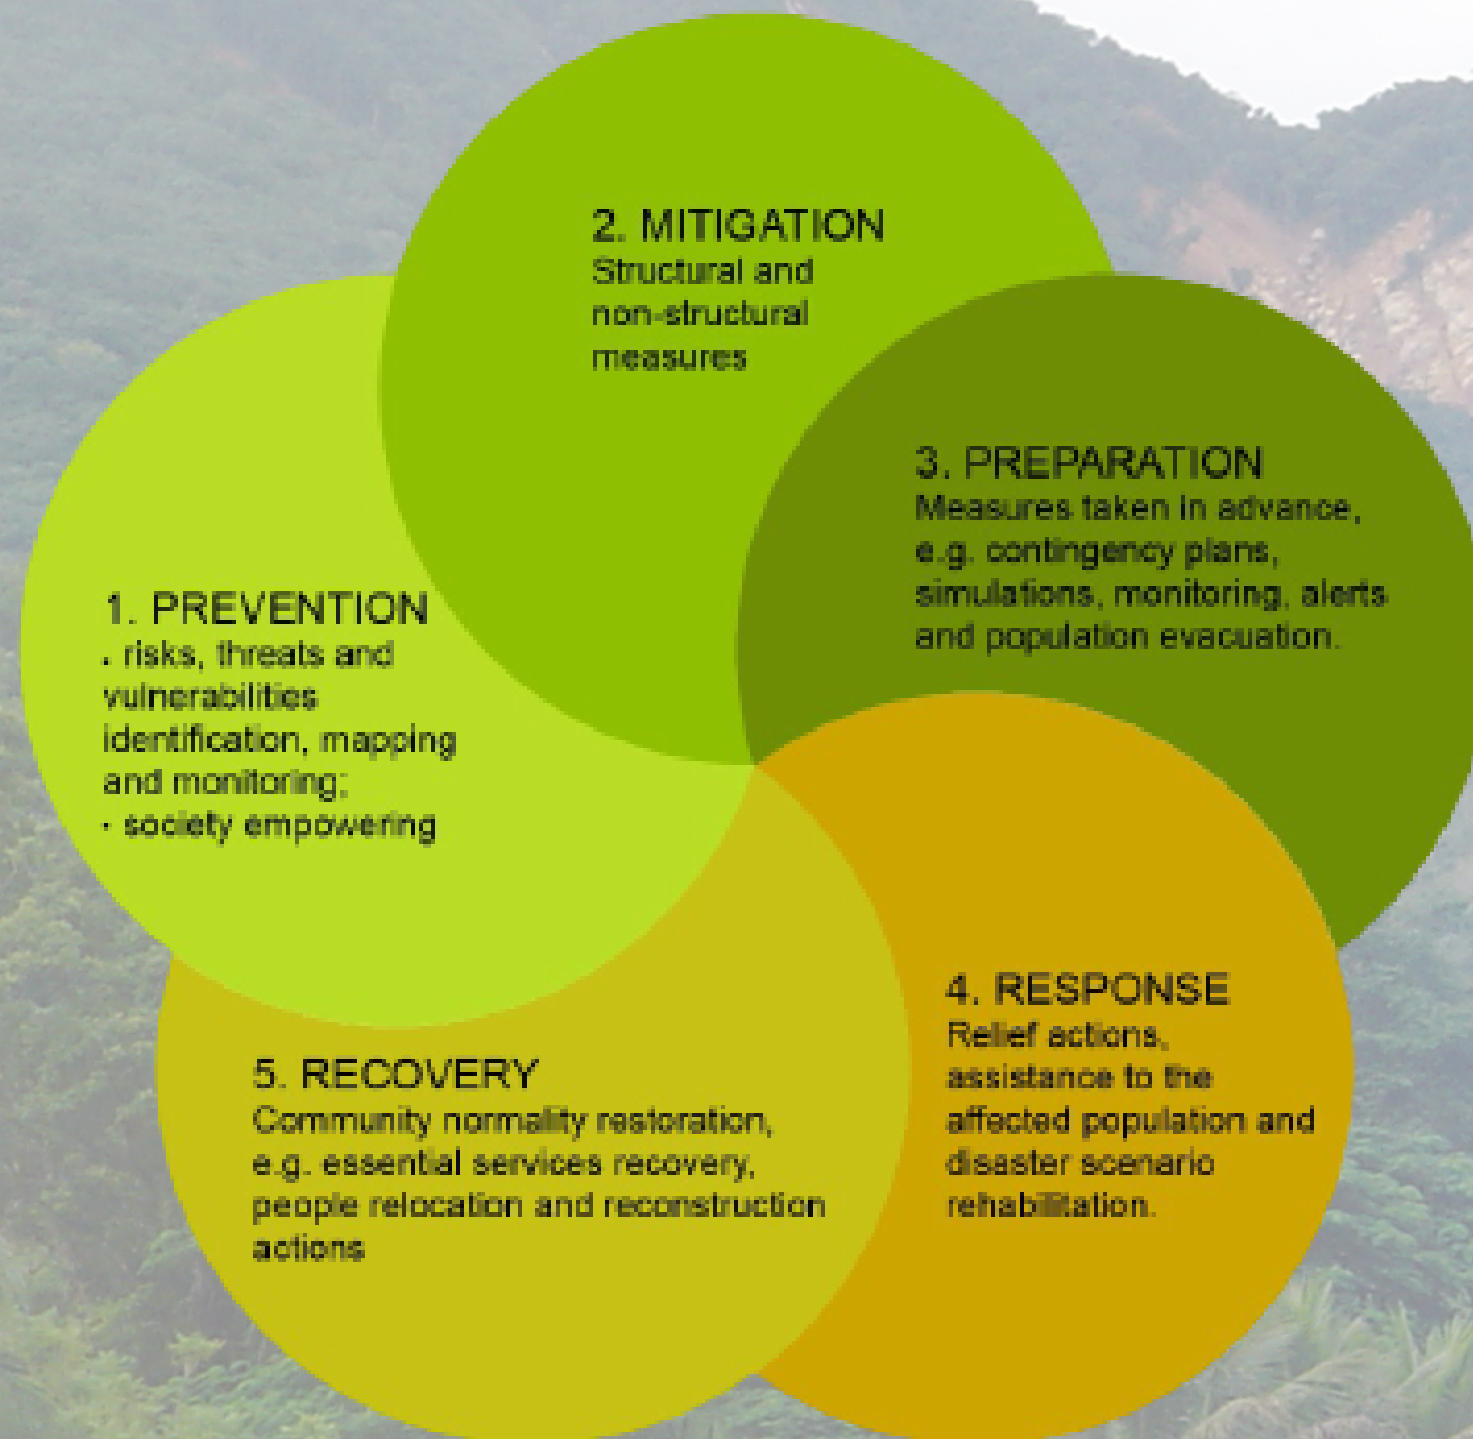 1. PREVENTION
. risks, threats and
vulnerabilities
identification, mapping
and monitoring;
· society empowering
2. MITIGATION
Structural and
non-structural
measures
3. PREPARATION
Measures taken in advance,
e.g. contingency plans,
simulations, monitoring, alerts
and population evacuation.
4. RESPONSE
Relief actions,
assistance to the
affected population and
disaster scenario
rehabilitation.
5. RECOVERY
Community normality restoration,
e.g. essential services recovery,
people relocation and reconstruction
actions